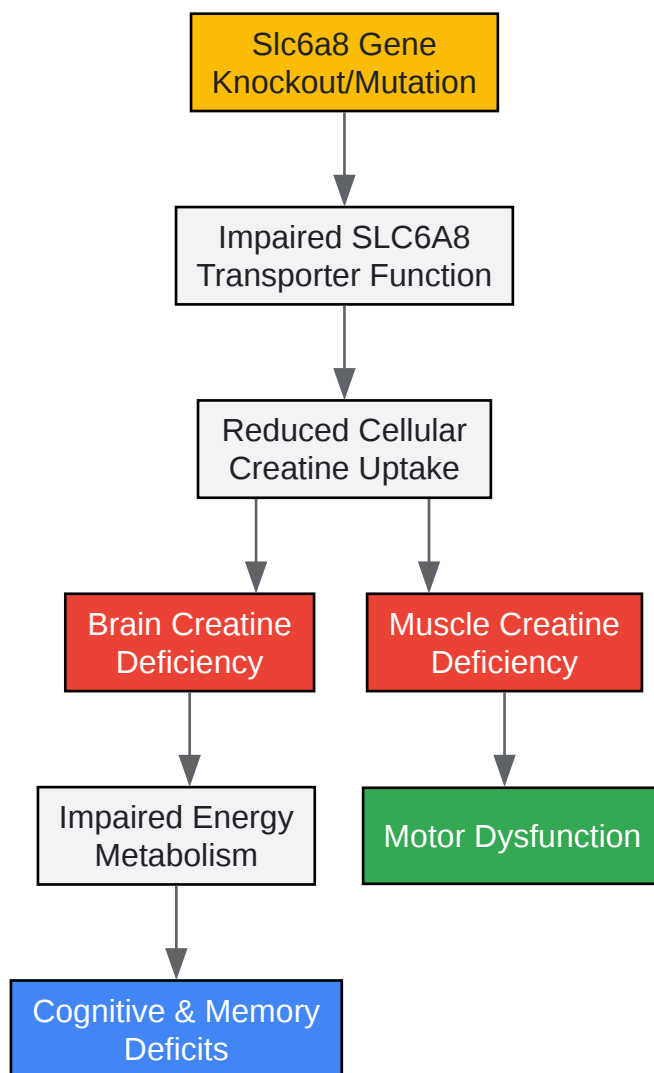 Slc6a8 Gene
Knockout/Mutation
Impaired SLC6A8
Transporter Function
Reduced Cellular
Creatine Uptake
Brain Creatine
Deficiency
Muscle Creatine
Deficiency
Impaired Energy
Metabolism
Motor Dysfunction
Cognitive & Memory
Deficits